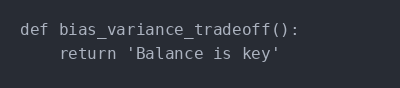 def bias_variance_tradeoff():
    return 'Balance is key'